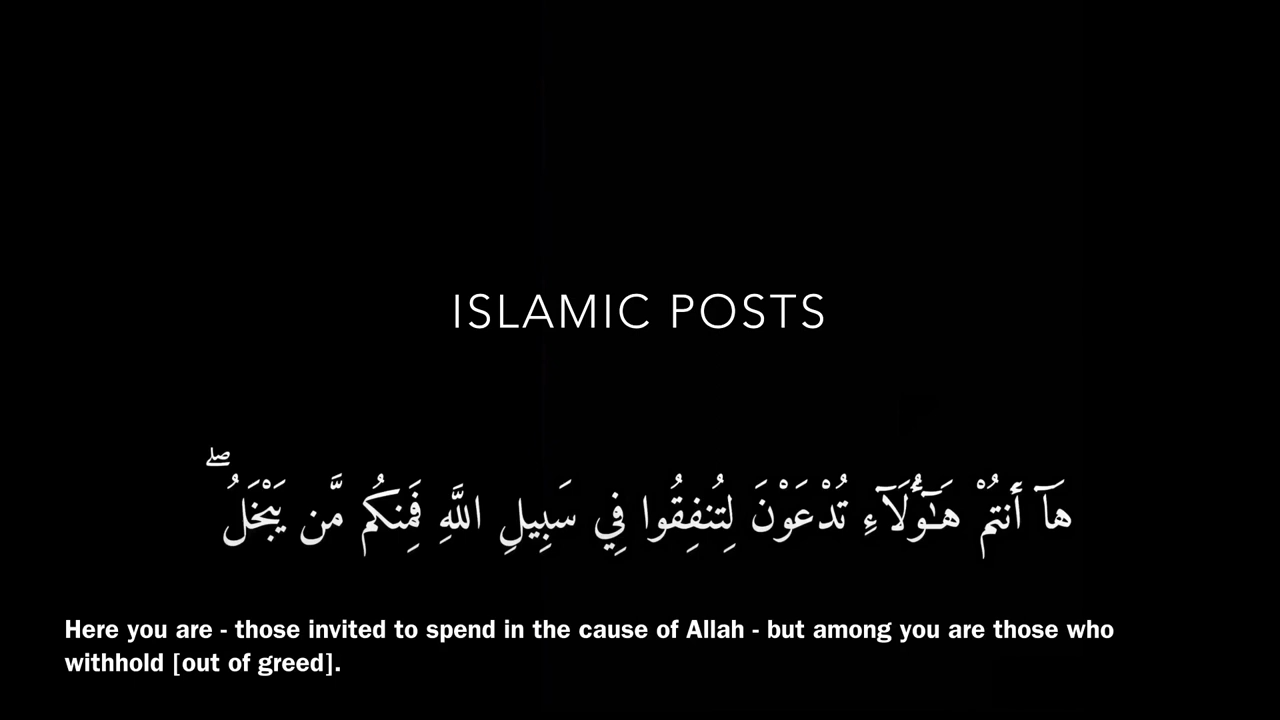 ISLAMIC POSTS
هَآ أَنتُمْ هَـٰٓؤُلَآءِ تُدْعَوْنَ لِتُنفِقُوا فِي سَبِيلِ اللَّهِ فَمِنكُم مَّن يَبْخَلُ ۖ
Here you are - those invited to spend in the cause of Allah - but among you are those who
withhold [out of greed].